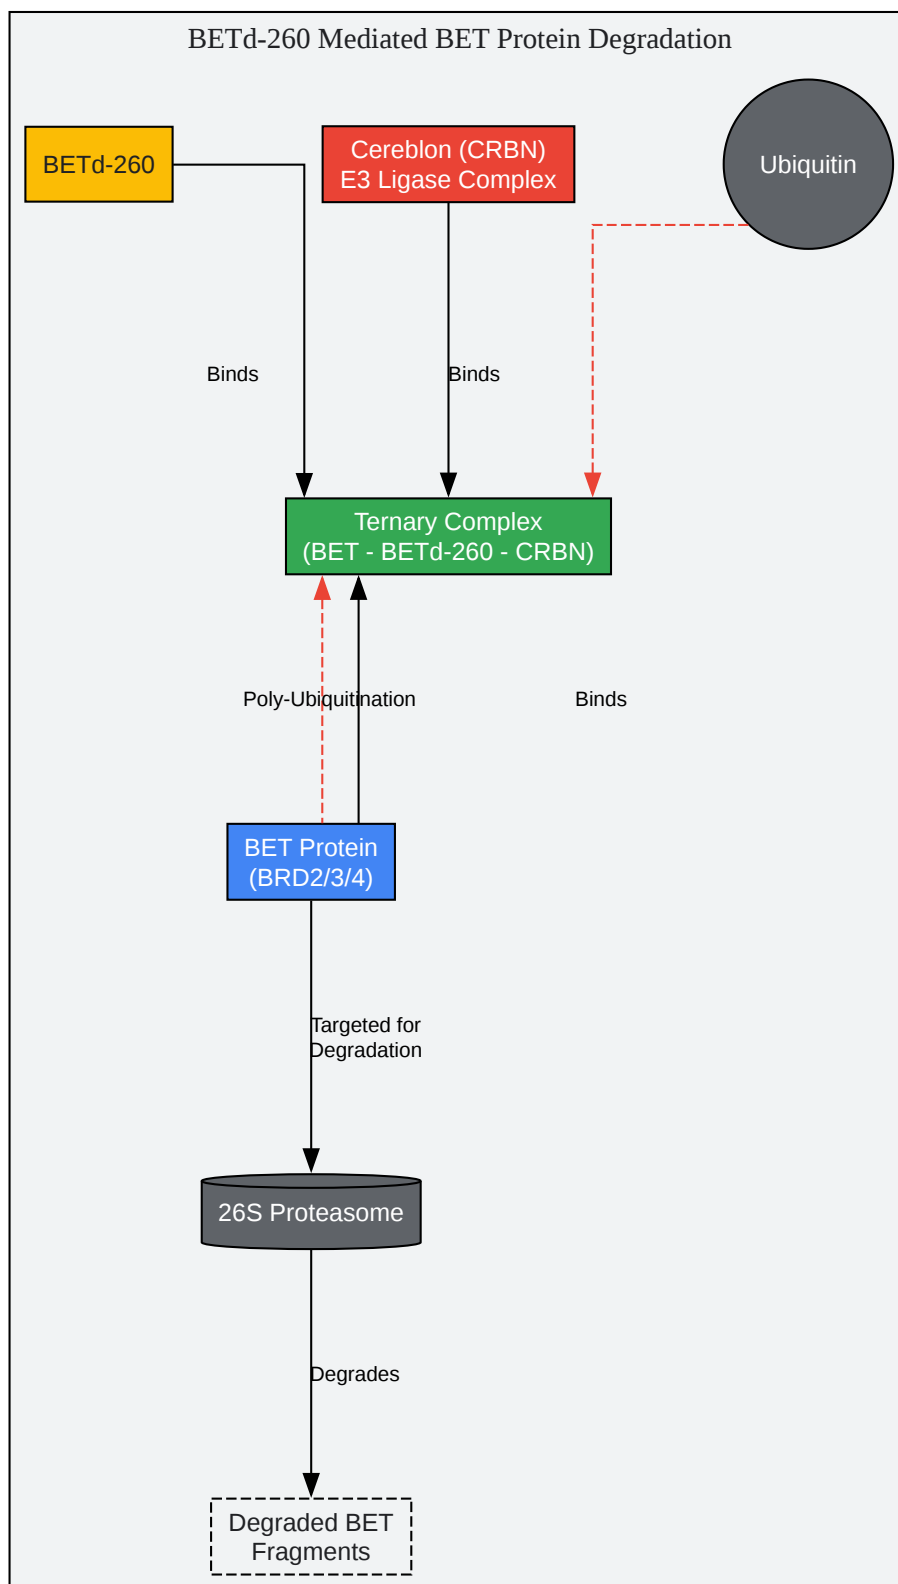 BETd-260 Mediated BET Protein Degradation
BETd-260
Cereblon (CRBN)
E3 Ligase Complex
Ubiquitin
Binds
Binds
Ternary Complex
(BET - BETd-260 - CRBN)
Poly-Ubiquitination
Binds
BET Protein
(BRD2/3/4)
Targeted for
Degradation
26S Proteasome
Degrades
Degraded BET
Fragments